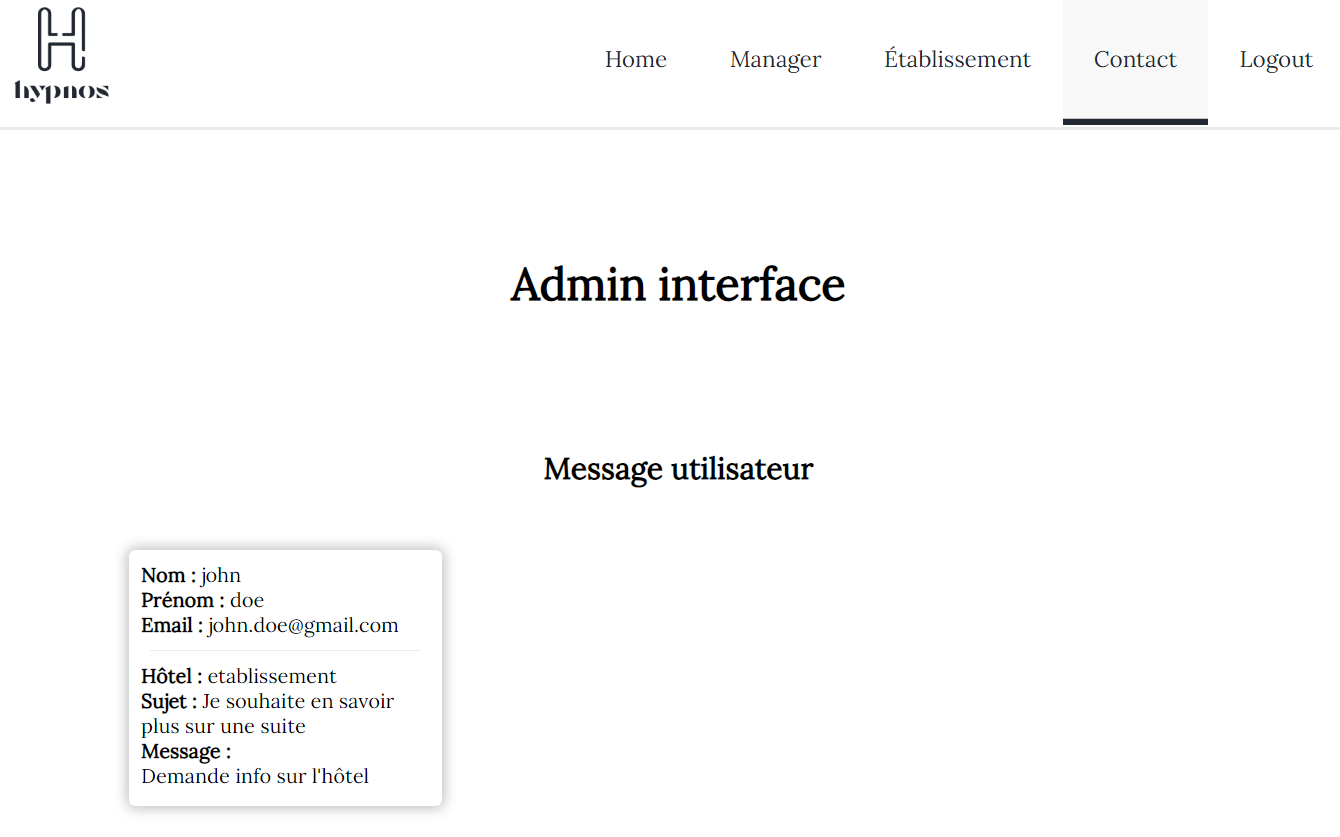 H
hypnos
Home Manager Établissement Contact Logout
Admin interface
Message utilisateur
Nom : john
Prénom : doe
Email : john.doe@gmail.com
Hôtel : etablissement
Sujet : Je souhaite en savoir
plus sur une suite
Message :
Demande info sur l'hôtel